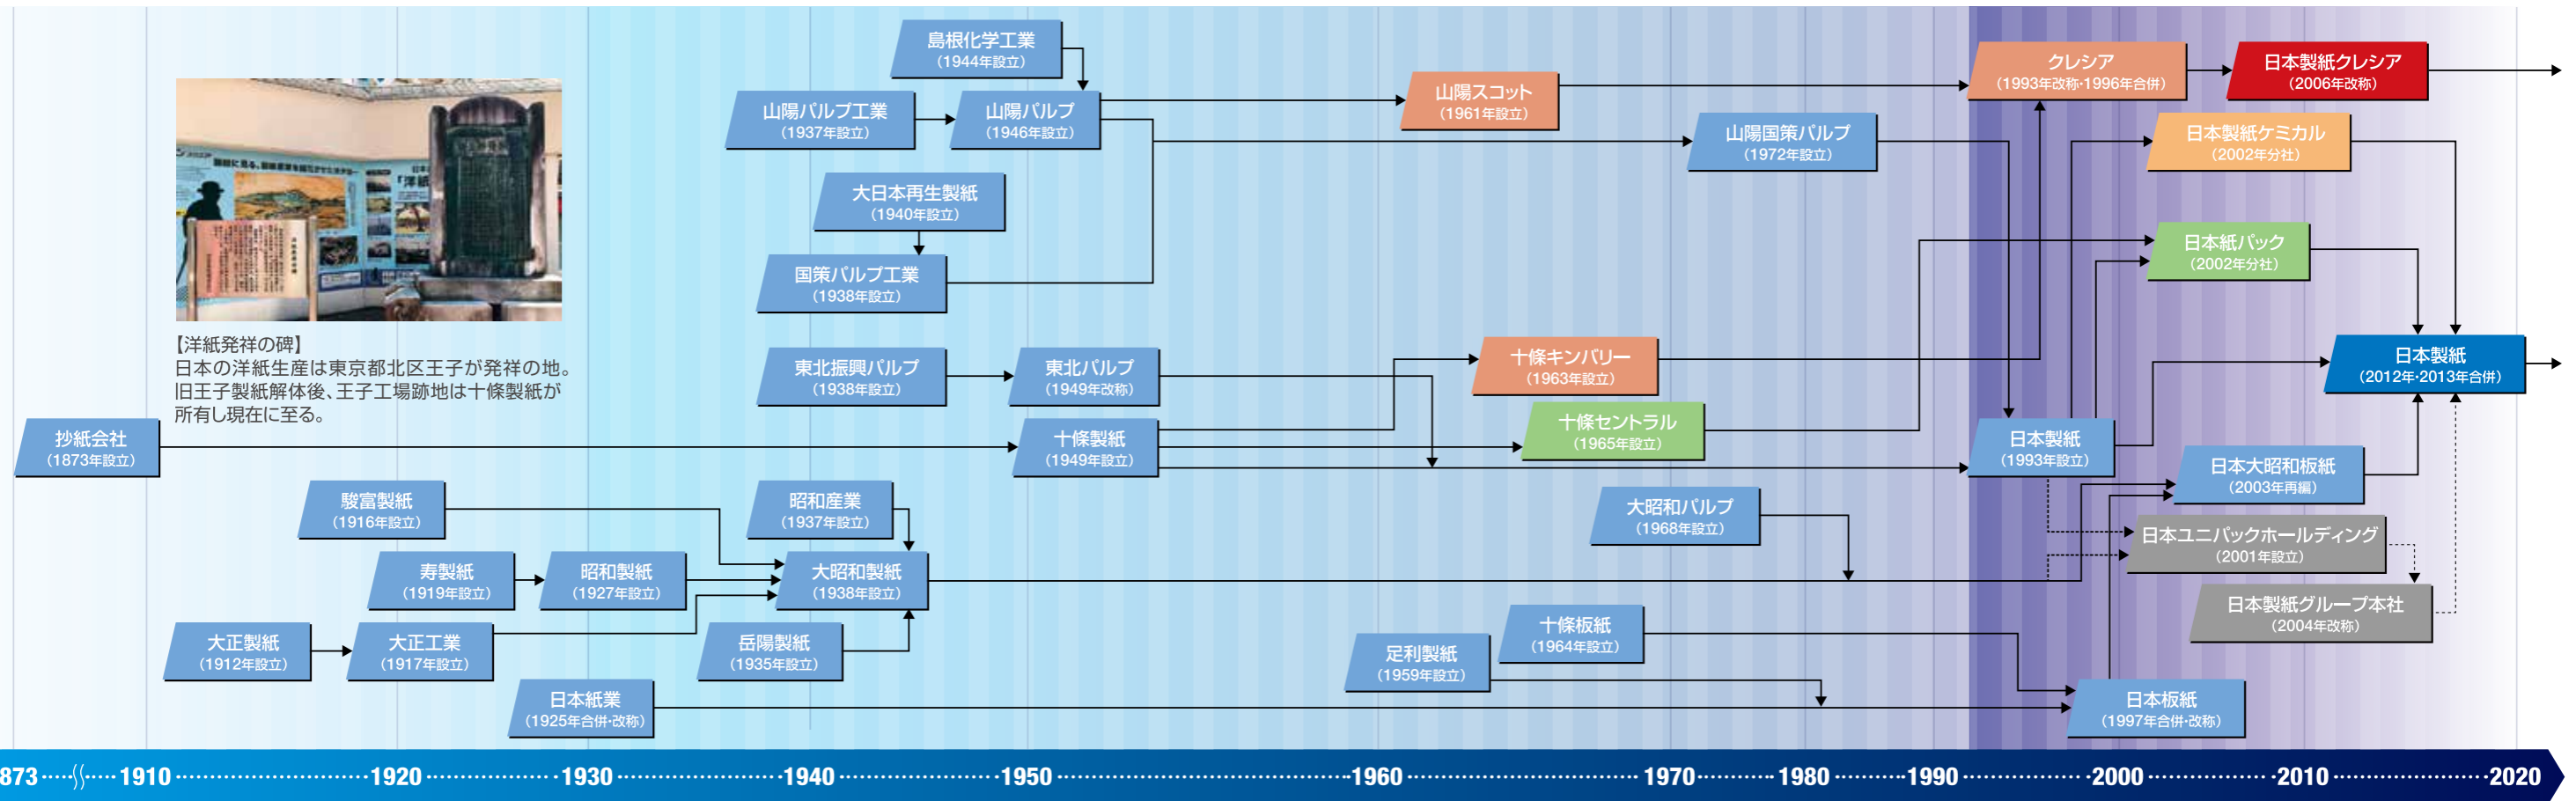 島根化学工業
（1944年設立）
山陽パルプ工業
（1937年設立）
山陽パルプ
（1946年設立）
山陽スコット
（1961年設立）
クレシア
（1993年改称・1996年合併）
日本製紙クレシア
（2006年改称）
山陽国策パルプ
（1972年設立）
日本製紙ケミカル
（2002年分社）
大日本再生製紙
（1940年設立）
国策パルプ工業
（1938年設立）
日本紙パック
（2002年分社）
【洋紙発祥の碑】
日本の洋紙生産は東京都北区王子が発祥の地。
旧王子製紙解体後、王子工場跡地は十條製紙が
所有し現在に至る。
東北振興パルプ
（1938年設立）
東北パルプ
（1949年改称）
十條キンバリー
（1963年設立）
日本製紙
（2012年・2013年合併）
抄紙会社
（1873年設立）
十條製紙
（1949年設立）
十條セントラル
（1965年設立）
日本製紙
（1993年設立）
日本大昭和板紙
（2003年再編）
駿富製紙
（1916年設立）
昭和産業
（1937年設立）
大昭和パルプ
（1968年設立）
日本ユニパックホールディング
（2001年設立）
寿製紙
（1919年設立）
昭和製紙
（1927年設立）
大昭和製紙
（1938年設立）
日本製紙グループ本社
（2004年改称）
大正製紙
（1912年設立）
大正工業
（1917年設立）
岳陽製紙
（1935年設立）
足利製紙
（1959年設立）
十條板紙
（1964年設立）
日本紙業
（1925年合併・改称）
日本板紙
（1997年合併・改称）
873 1910 1920 1930 1940 1950 1960 1970 1980 1990 2000 2010 2020